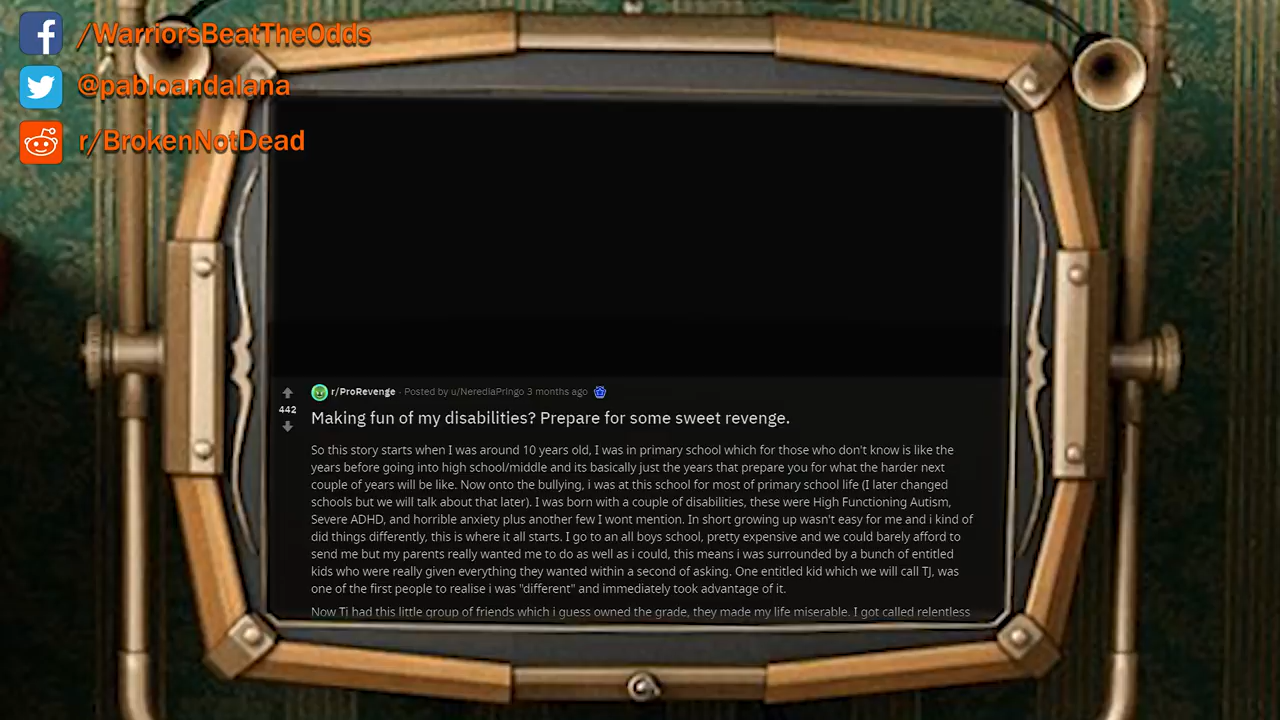 /WarriorsBeatTheOdds
@pabloandalana
r/BrokenNotDead
r/ProRevenge · Posted by u/NerediaPringo 3 months ago
442
Making fun of my disabilities? Prepare for some sweet revenge.
So this story starts when I was around 10 years old, I was in primary school which for those who don't know is like the
years before going into high school/middle and its basically just the years that prepare you for what the harder next
couple of years will be like. Now onto the bullying, i was at this school for most of primary school life (I later changed
schools but we will talk about that later). I was born with a couple of disabilities, these were High Functioning Autism,
Severe ADHD, and horrible anxiety plus another few I wont mention. In short growing up wasn't easy for me and i kind of
did things differently, this is where it all starts. I go to an all boys school, pretty expensive and we could barely afford to
send me but my parents really wanted me to do as well as i could, this means i was surrounded by a bunch of entitled
kids who were really given everything they wanted within a second of asking. One entitled kid which we will call TJ, was
one of the first people to realise i was "different" and immediately took advantage of it.
Now Tj had this little group of friends which i guess owned the grade, they made my life miserable. I got called relentless